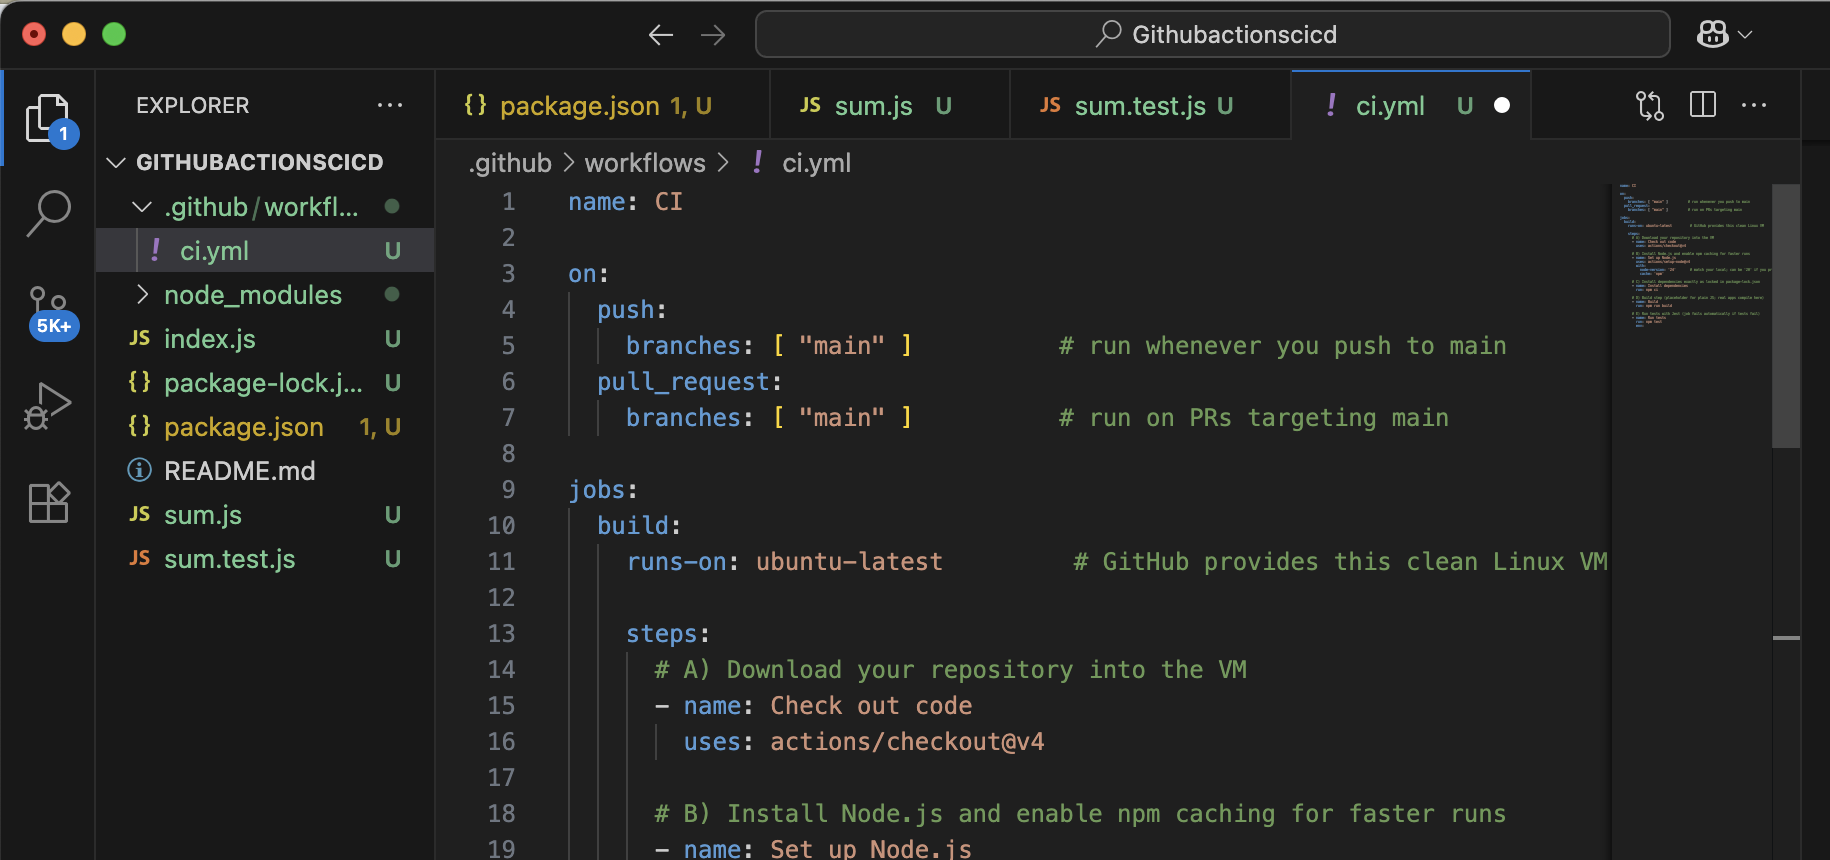 Githubactionscicd
EXPLORER
{} package.json 1, U
JS sum.js U
JS sum.test.js U
! ci.yml U
1
GITHUBACTIONSCICD
.github/workfl...
! ci.yml U
node_modules
JS index.js U
{} package-lock.j... U
{} package.json 1, U
README.md
JS sum.js U
JS sum.test.js U
5K+
.github > workflows > ! ci.yml
1 name: CI
2
3 on:
4 push:
5 branches: [ "main" ] # run whenever you push to main
6 pull_request:
7 branches: [ "main" ] # run on PRs targeting main
8
9 jobs:
10 build:
11 runs-on: ubuntu-latest # GitHub provides this clean Linux VM
12
13 steps:
14 # A) Download your repository into the VM
15 - name: Check out code
16 uses: actions/checkout@v4
17
18 # B) Install Node.js and enable npm caching for faster runs
19 - name: Set up Node.js